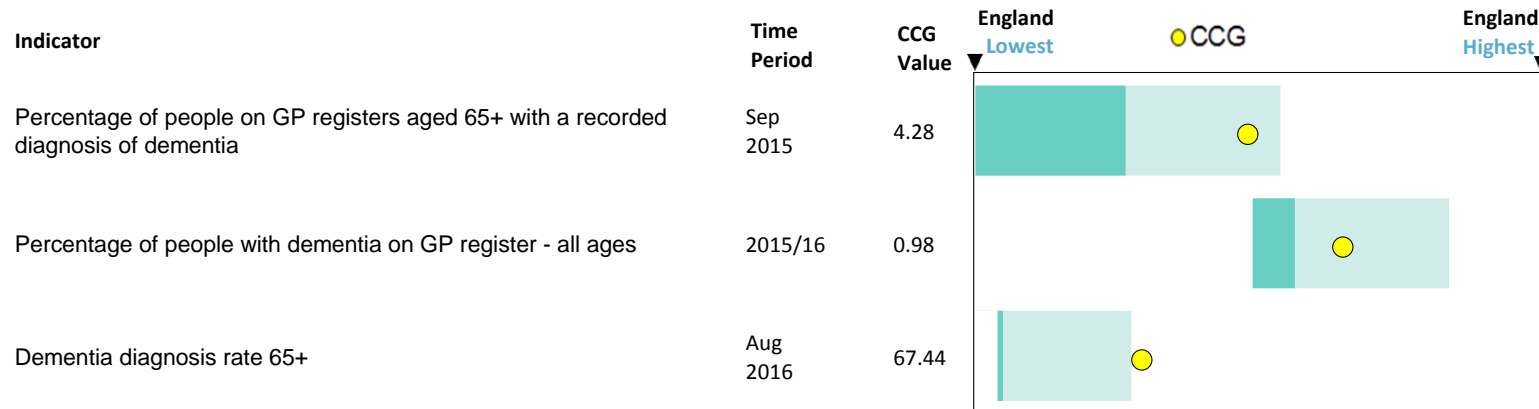 Indicator
Time
Period
CCG
Value
England
Lowest
CCG
England
Highest
Percentage of people on GP registers aged 65+ with a recorded
diagnosis of dementia
Sep
2015
4.28
Percentage of people with dementia on GP register - all ages
2015/16
0.98
Dementia diagnosis rate 65+
Aug
2016
67.44